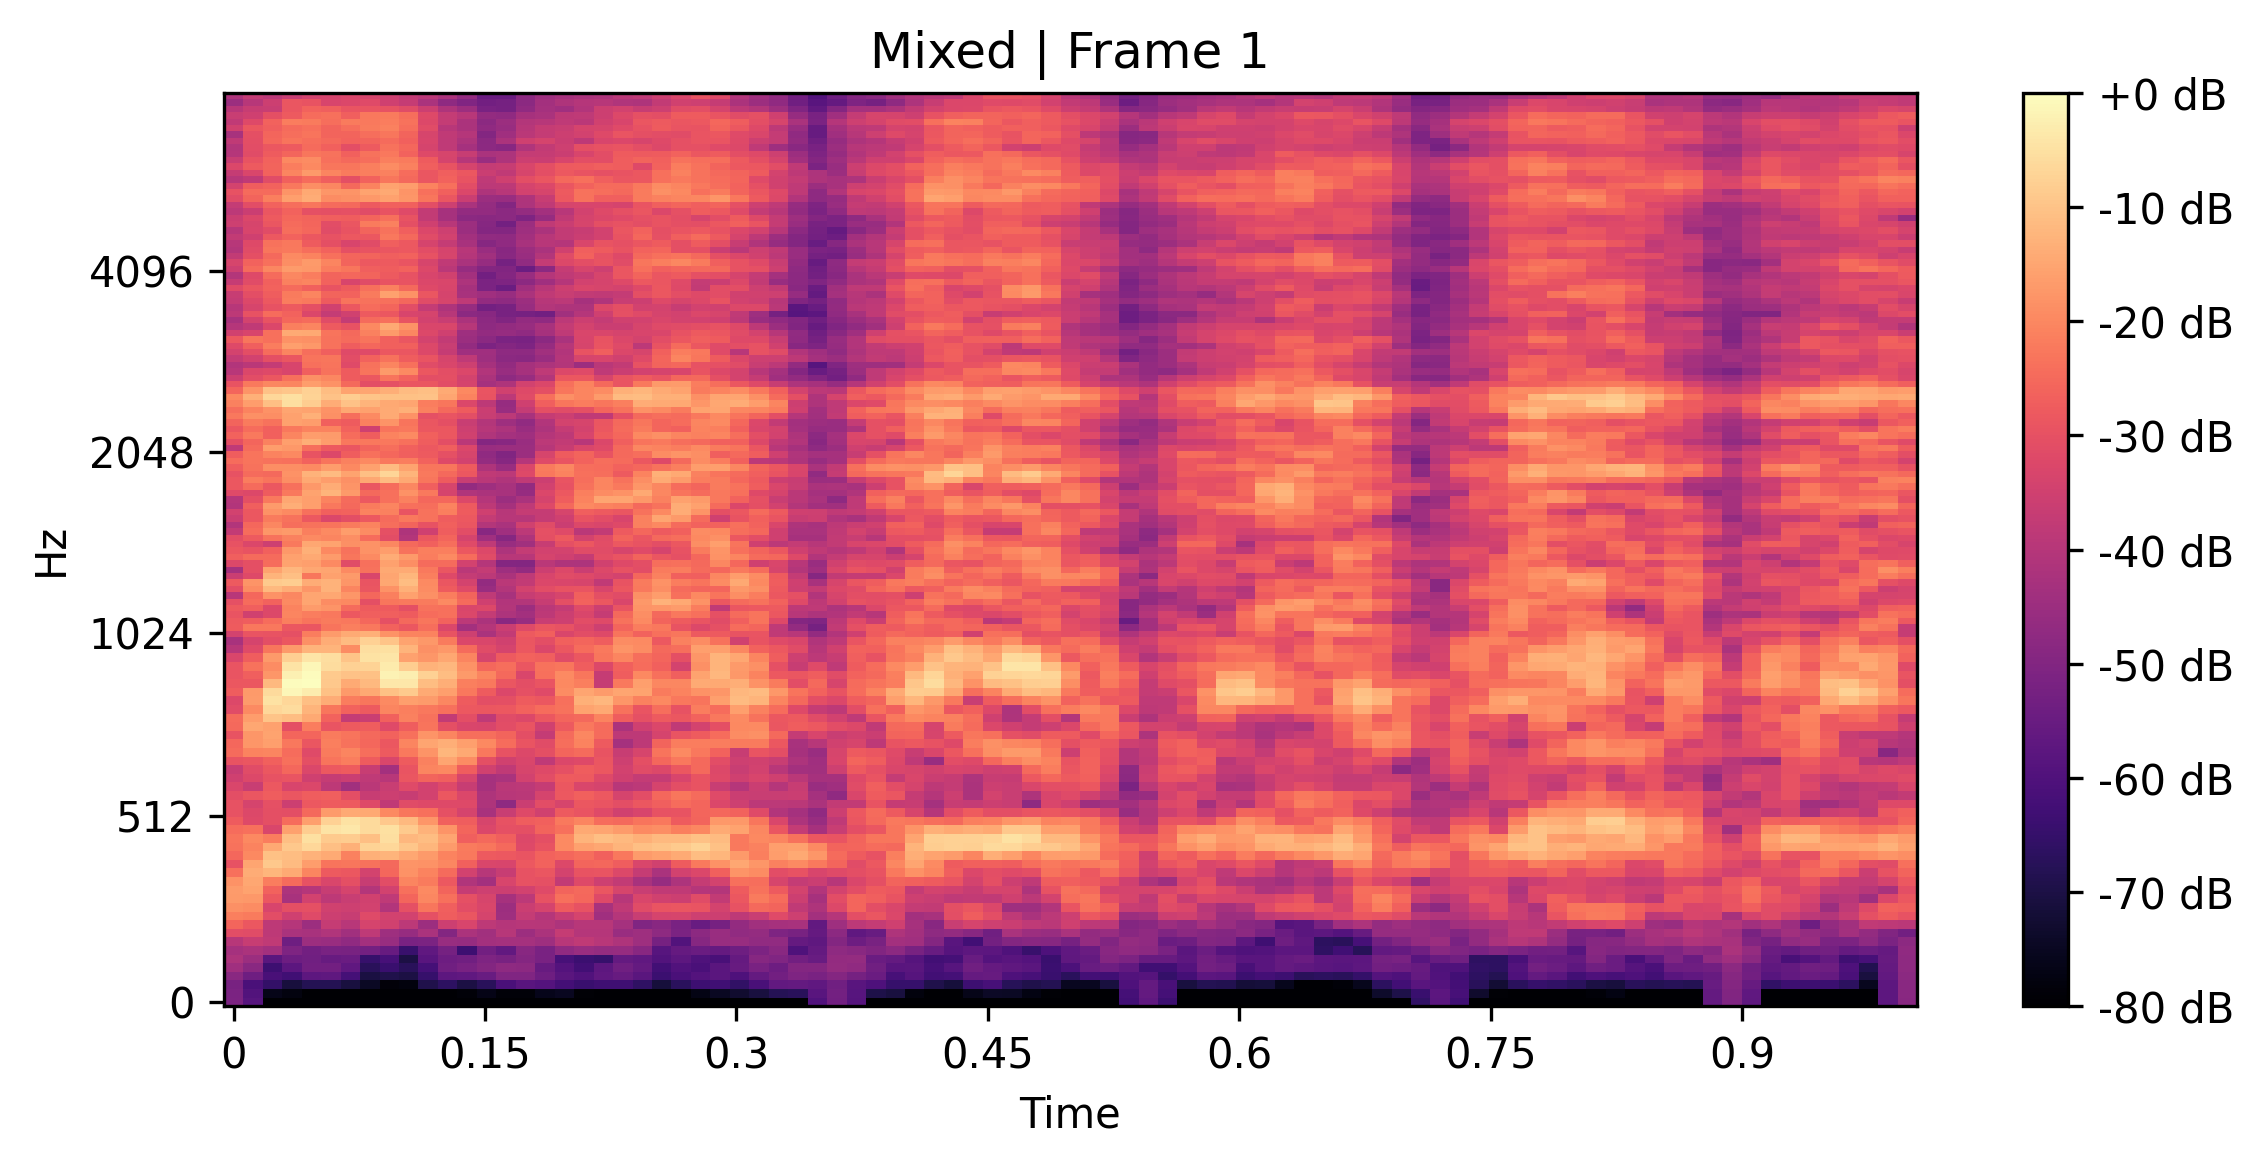 Mixed | Frame 1
Hz
4096
2048
1024
512
0
0 0.15 0.3 0.45 0.6 0.75 0.9
Time
+0 dB
-10 dB
-20 dB
-30 dB
-40 dB
-50 dB
-60 dB
-70 dB
-80 dB